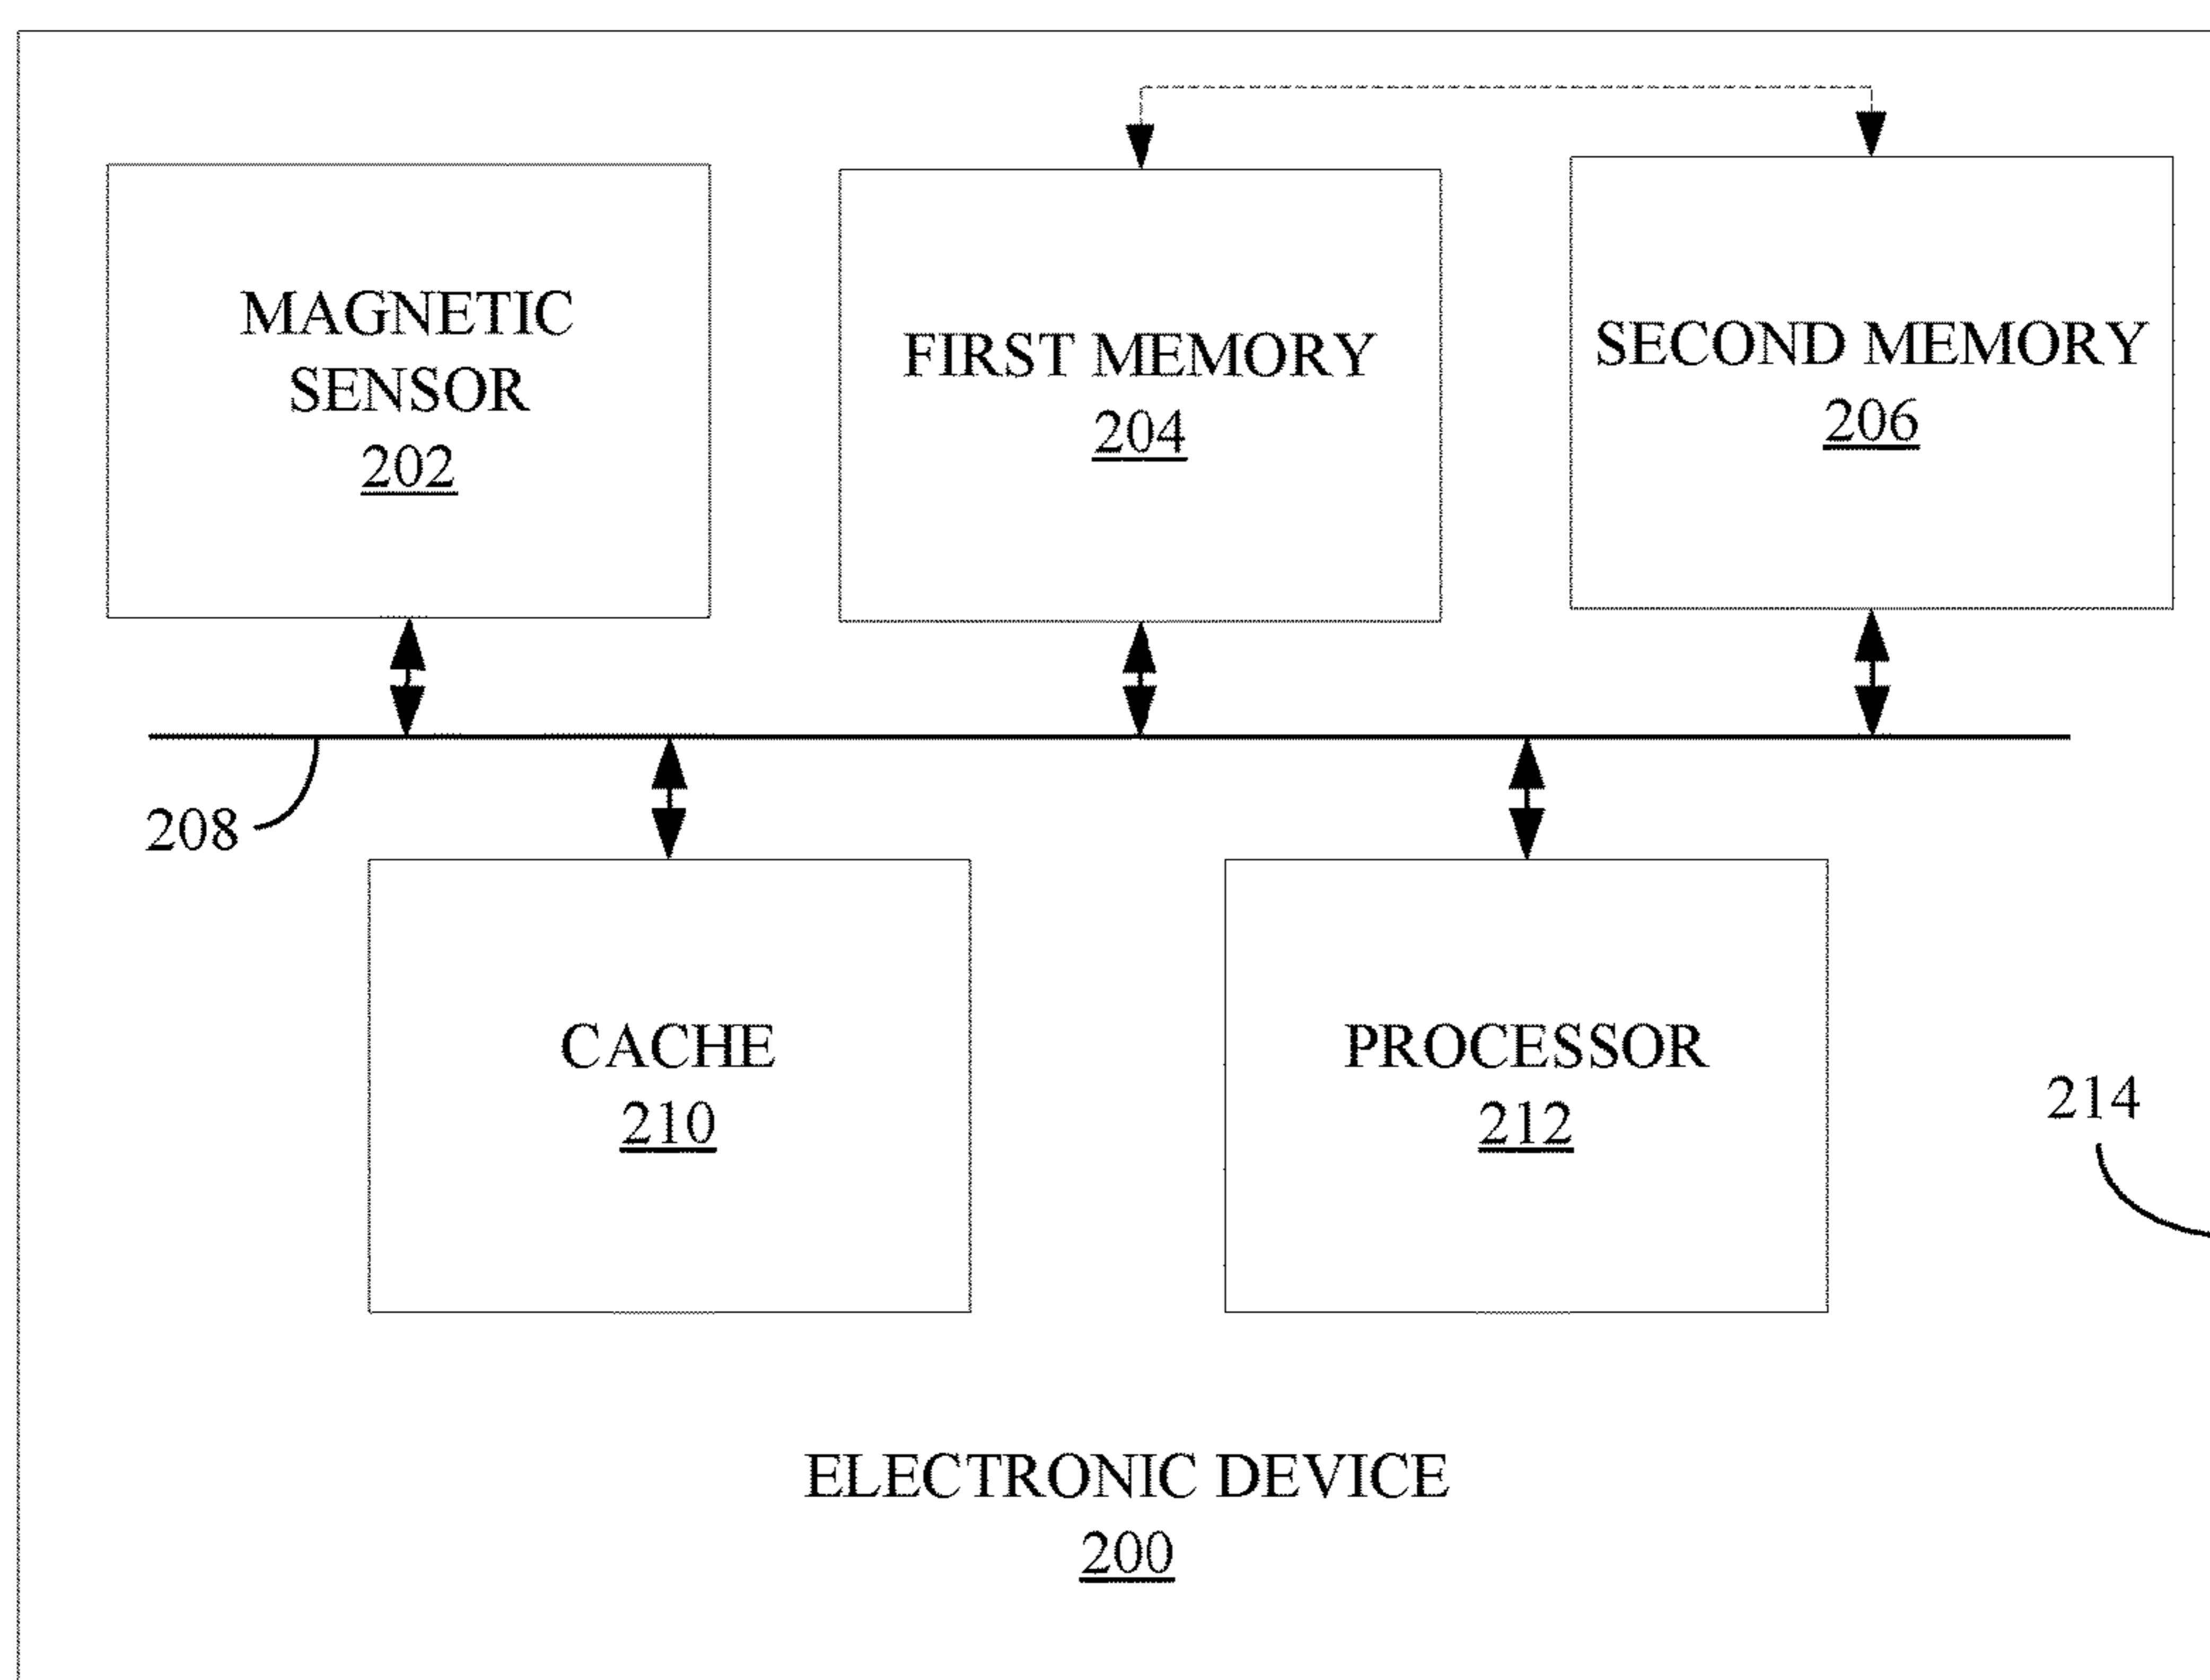 MAGNETIC
SENSOR
202
FIRST MEMORY
204
SECOND MEMORY
206
208
CACHE
210
PROCESSOR
212
214
ELECTRONIC DEVICE
200